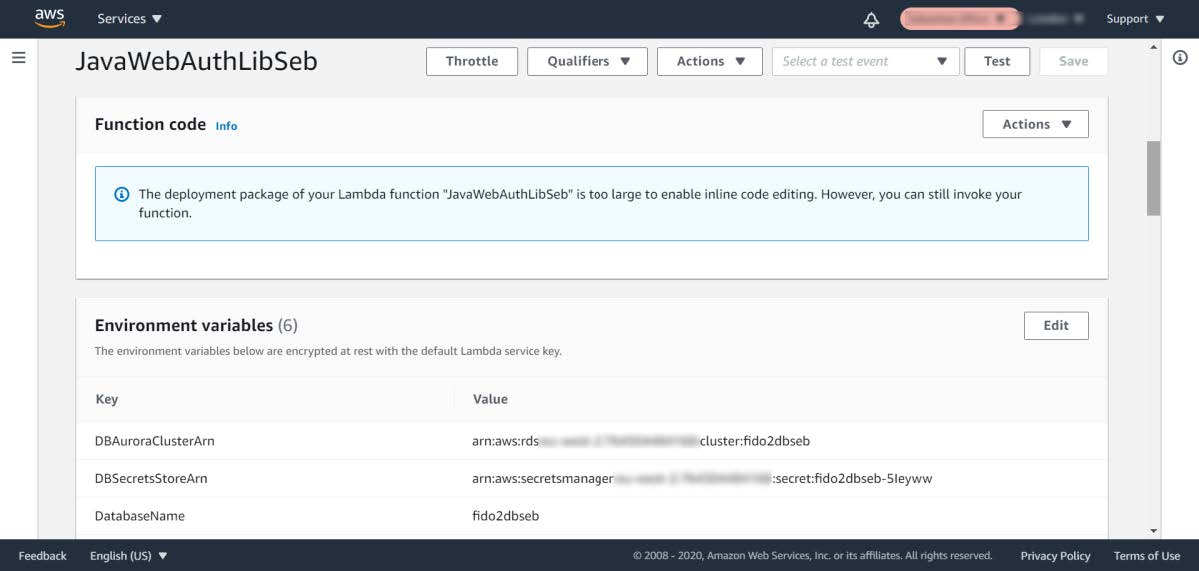 aws Services Support
JavaWebAuthLibSeb Throttle Qualifiers Actions Select a test event Test Save
Function code Info Actions
The deployment package of your Lambda function "JavaWebAuthLibSeb" is too large to enable inline code editing. However, you can still invoke your
function.
Environment variables (6) Edit
The environment variables below are encrypted at rest with the default Lambda service key.
Key Value
DBAuroraClusterArn arn:aws:rds cluster:fido2dbseb
DBSecretsStoreArn arn:aws:secretsmanager :secret:fido2dbseb-5Ieyww
DatabaseName fido2dbseb
Feedback English (US) © 2008 - 2020, Amazon Web Services, Inc. or its affiliates. All rights reserved. Privacy Policy Terms of Use